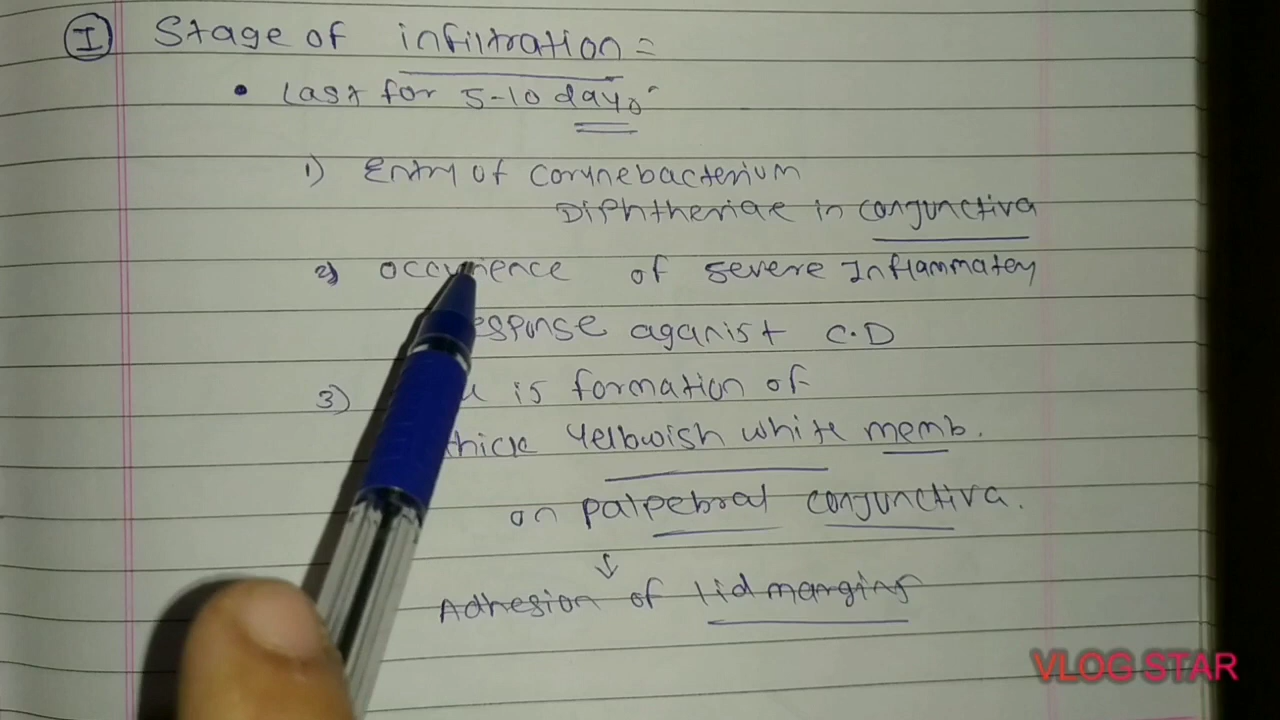 I Stage of infiltration =
• Last for 5-10 days
1) Entry of corynebacterium
Diphtheriae in conjunctiva
2) occurrence of severe Inflammatory
esponse aganist C.D
3) is formation of
thick Yellowish white memb.
on palpebral conjunctiva.
↓
Adhesion of lid margins
VLOG STAR